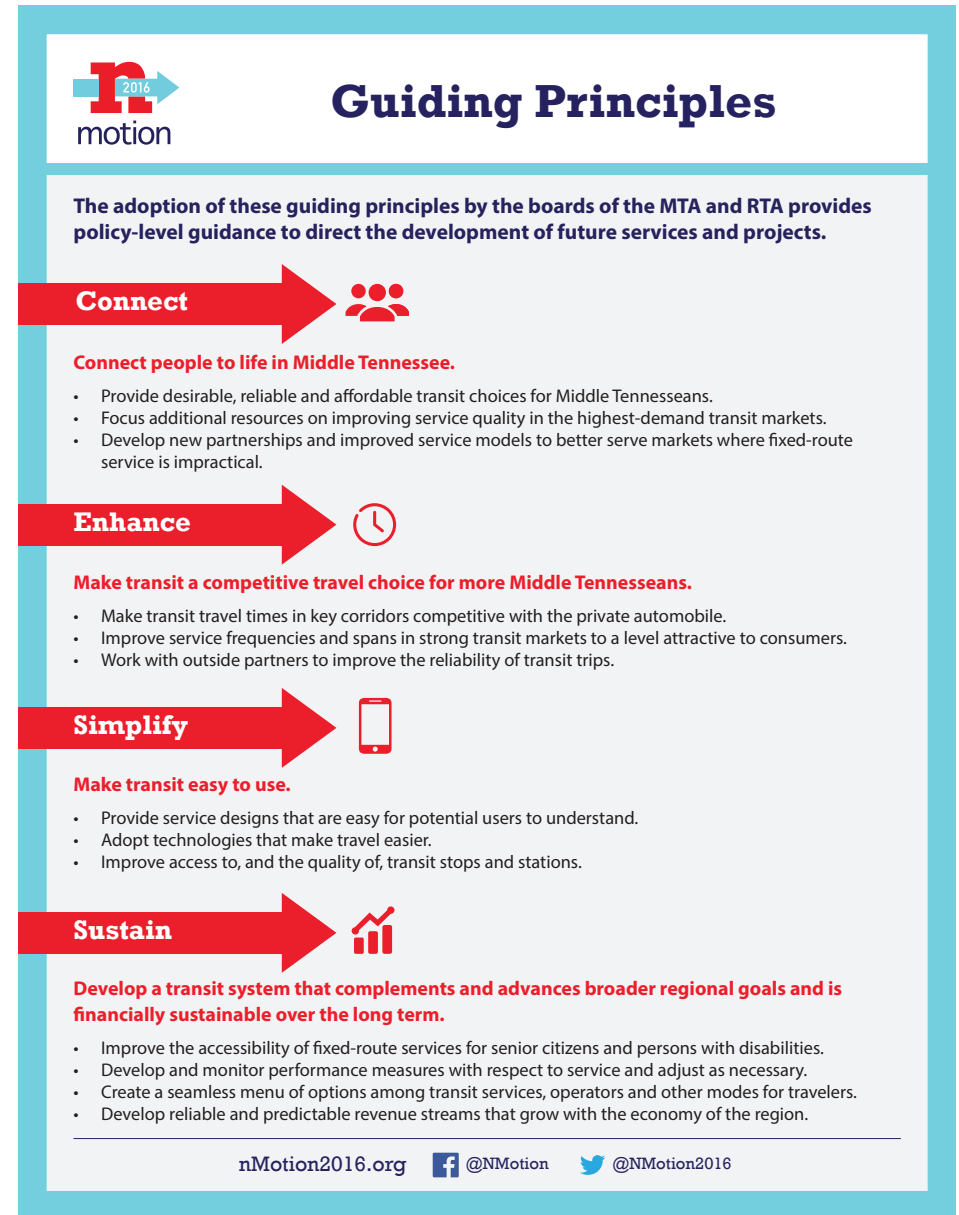 n
2016
motion
Guiding Principles
The adoption of these guiding principles by the boards of the MTA and RTA provides
policy-level guidance to direct the development of future services and projects.
Connect
Connect people to life in Middle Tennessee.
• Provide desirable, reliable and affordable transit choices for Middle Tennesseans.
• Focus additional resources on improving service quality in the highest-demand transit markets.
• Develop new partnerships and improved service models to better serve markets where fixed-route
service is impractical.
Enhance
Make transit a competitive travel choice for more Middle Tennesseans.
• Make transit travel times in key corridors competitive with the private automobile.
• Improve service frequencies and spans in strong transit markets to a level attractive to consumers.
• Work with outside partners to improve the reliability of transit trips.
Simplify
Make transit easy to use.
• Provide service designs that are easy for potential users to understand.
• Adopt technologies that make travel easier.
• Improve access to, and the quality of, transit stops and stations.
Sustain
Develop a transit system that complements and advances broader regional goals and is
financially sustainable over the long term.
• Improve the accessibility of fixed-route services for senior citizens and persons with disabilities.
• Develop and monitor performance measures with respect to service and adjust as necessary.
• Create a seamless menu of options among transit services, operators and other modes for travelers.
• Develop reliable and predictable revenue streams that grow with the economy of the region.
nMotion2016.org f @NMotion @NMotion2016